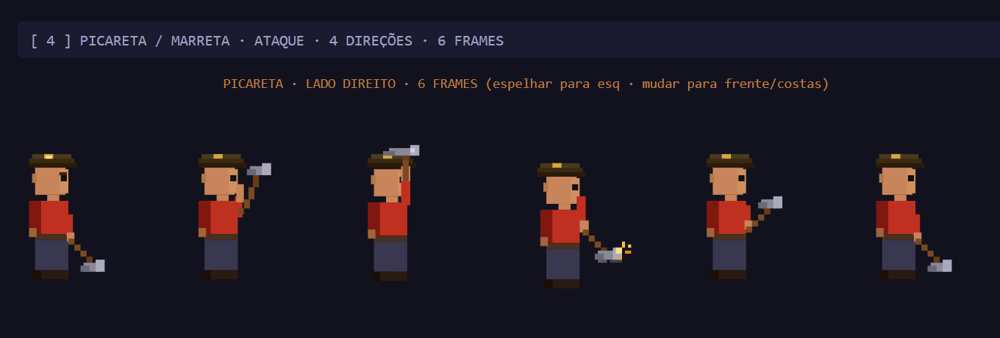 [ 4 ] PICARETA / MARRETA · ATAQUE · 4 DIREÇÕES · 6 FRAMES
PICARETA · LADO DIREITO · 6 FRAMES (espelhar para esq · mudar para frente/costas)